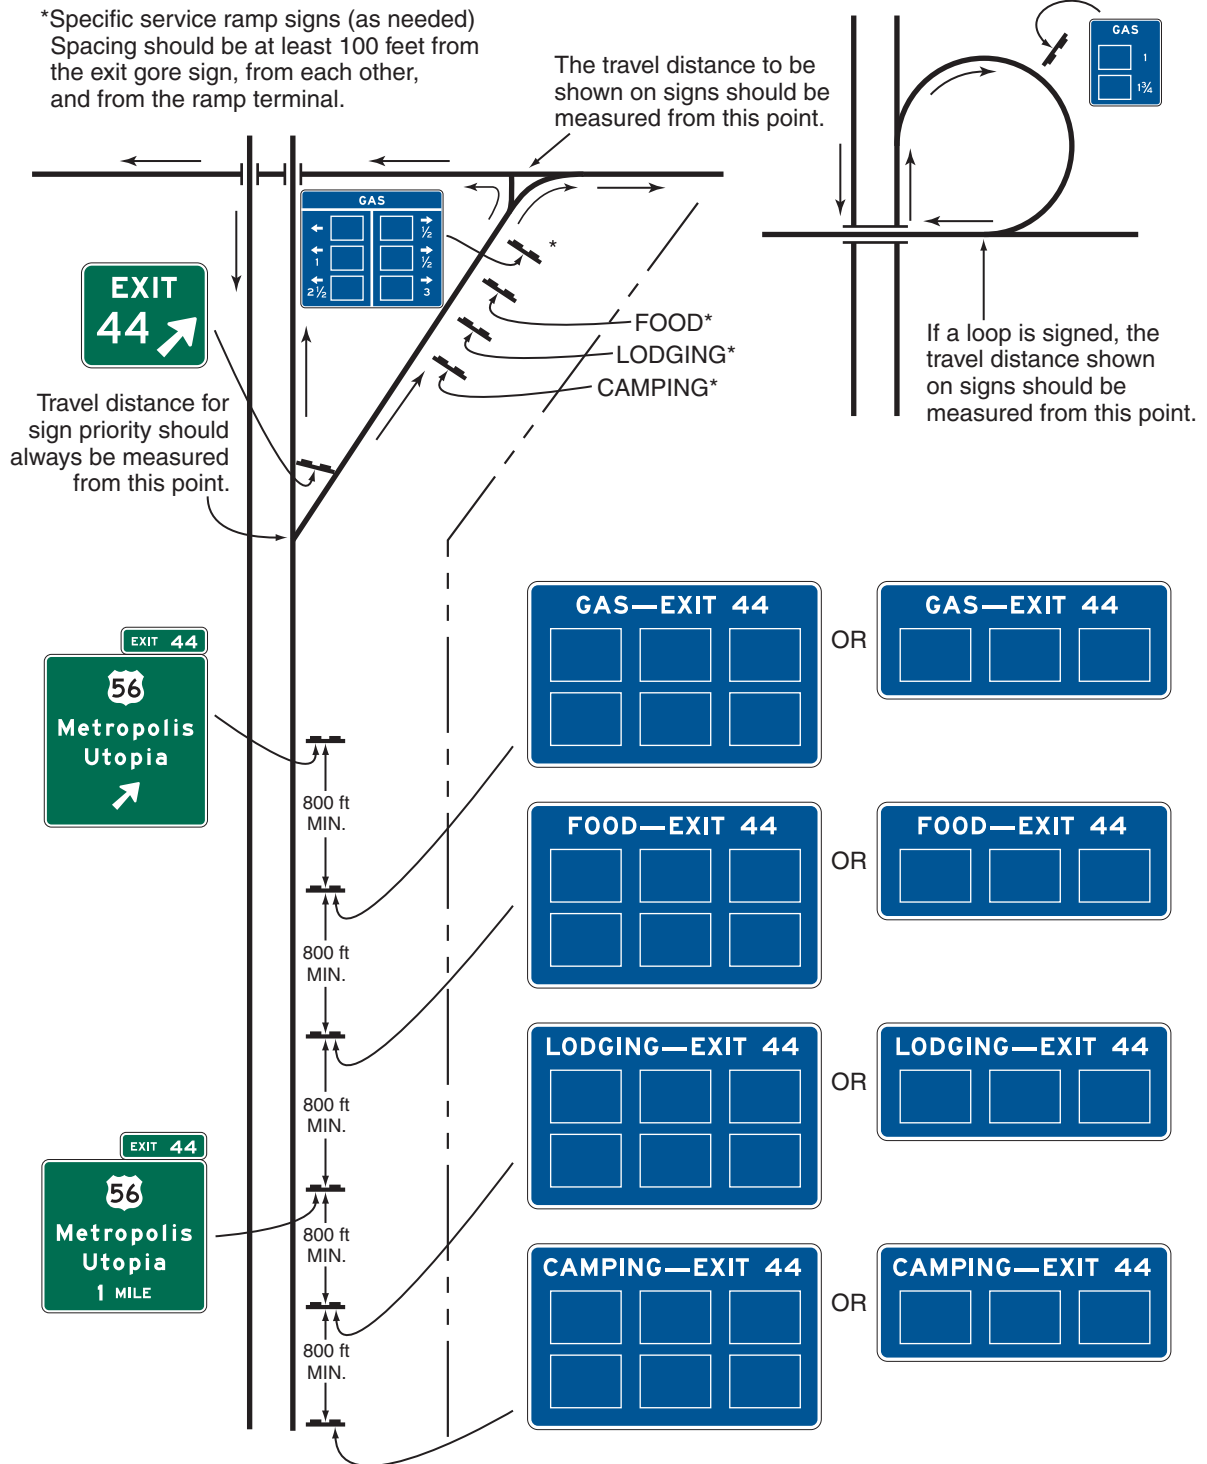 *Specific service ramp signs (as needed)
Spacing should be at least 100 feet from
the exit gore sign, from each other,
and from the ramp terminal.
The travel distance to be
shown on signs should be
measured from this point.
GAS
1
1¾
GAS
½
1
½
2½
3
*
EXIT
44
FOOD*
LODGING*
CAMPING*
If a loop is signed, the
travel distance shown
on signs should be
measured from this point.
Travel distance for
sign priority should
always be measured
from this point.
EXIT 44
56
Metropolis
Utopia
800 ft
MIN.
GAS—EXIT 44
OR
GAS—EXIT 44
800 ft
MIN.
FOOD—EXIT 44
OR
FOOD—EXIT 44
800 ft
MIN.
LODGING—EXIT 44
OR
LODGING—EXIT 44
EXIT 44
56
Metropolis
Utopia
1 MILE
800 ft
MIN.
800 ft
MIN.
CAMPING—EXIT 44
OR
CAMPING—EXIT 44